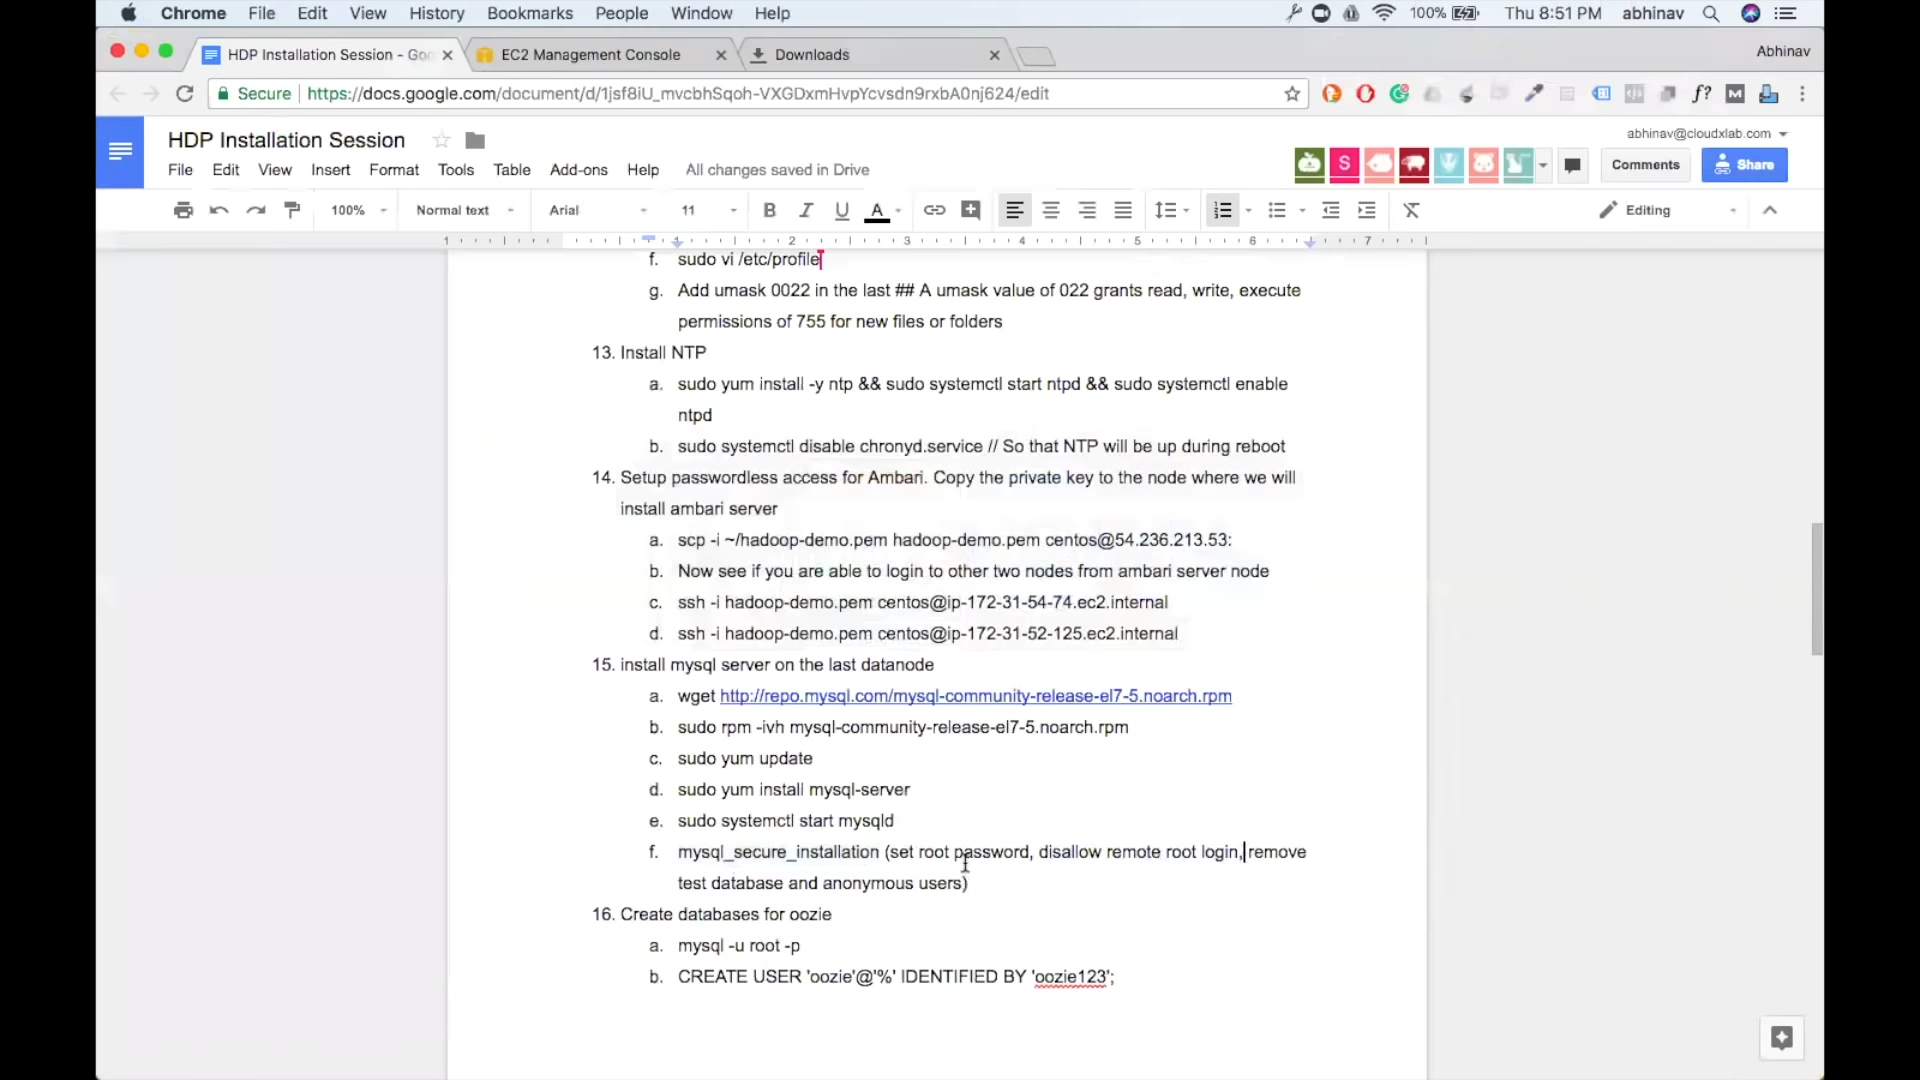 Chrome File Edit View History Bookmarks People Window Help 100% Thu 8:51 PM abhinav
HDP Installation Session - Goo EC2 Management Console Downloads Abhinav
Secure https://docs.google.com/document/d/1jsf8iU_mvcbhSqoh-VXGDxmHvpYcvsdn9rxbA0nj624/edit
HDP Installation Session abhinav@cloudxlab.com
File Edit View Insert Format Tools Table Add-ons Help All changes saved in Drive S Comments Share
100% Normal text Arial 11 B I U A Editing
1 1 2 3 4 5 6 7
f. sudo vi /etc/profile
g. Add umask 0022 in the last ## A umask value of 022 grants read, write, execute
permissions of 755 for new files or folders
13. Install NTP
a. sudo yum install -y ntp && sudo systemctl start ntpd && sudo systemctl enable
ntpd
b. sudo systemctl disable chronyd.service // So that NTP will be up during reboot
14. Setup passwordless access for Ambari. Copy the private key to the node where we will
install ambari server
a. scp -i ~/hadoop-demo.pem hadoop-demo.pem centos@54.236.213.53:
b. Now see if you are able to login to other two nodes from ambari server node
c. ssh -i hadoop-demo.pem centos@ip-172-31-54-74.ec2.internal
d. ssh -i hadoop-demo.pem centos@ip-172-31-52-125.ec2.internal
15. install mysql server on the last datanode
a. wget http://repo.mysql.com/mysql-community-release-el7-5.noarch.rpm
b. sudo rpm -ivh mysql-community-release-el7-5.noarch.rpm
c. sudo yum update
d. sudo yum install mysql-server
e. sudo systemctl start mysqld
f. mysql_secure_installation (set root password, disallow remote root login, remove
test database and anonymous users)
16. Create databases for oozie
a. mysql -u root -p
b. CREATE USER 'oozie'@'%' IDENTIFIED BY 'oozie123';